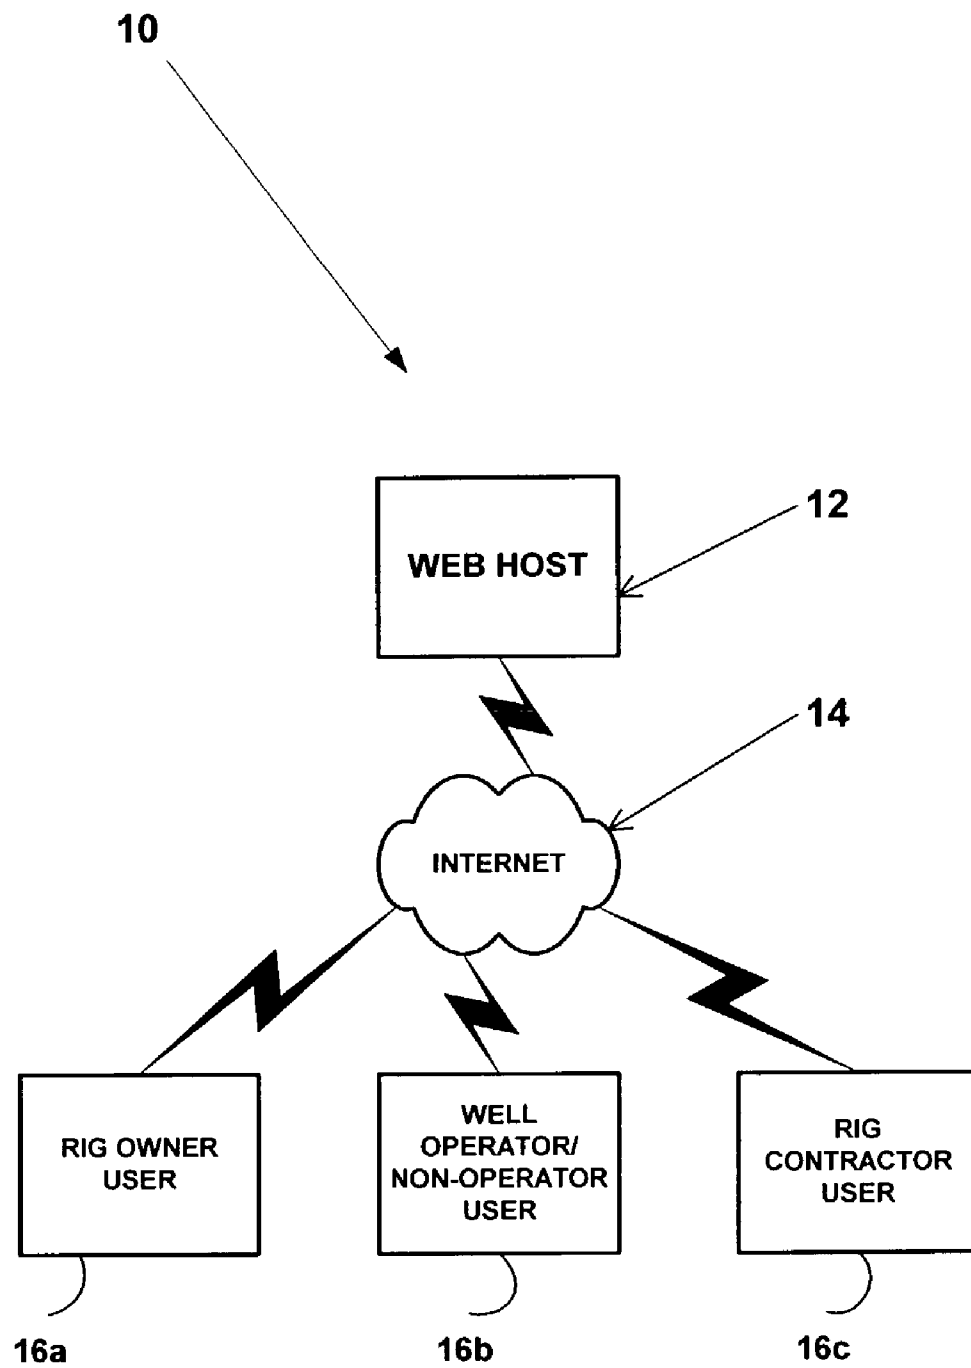 10
12
WEB HOST
14
INTERNET
RIG OWNER
USER
WELL
OPERATOR/
NON-OPERATOR
USER
RIG
CONTRACTOR
USER
16a
16b
16c